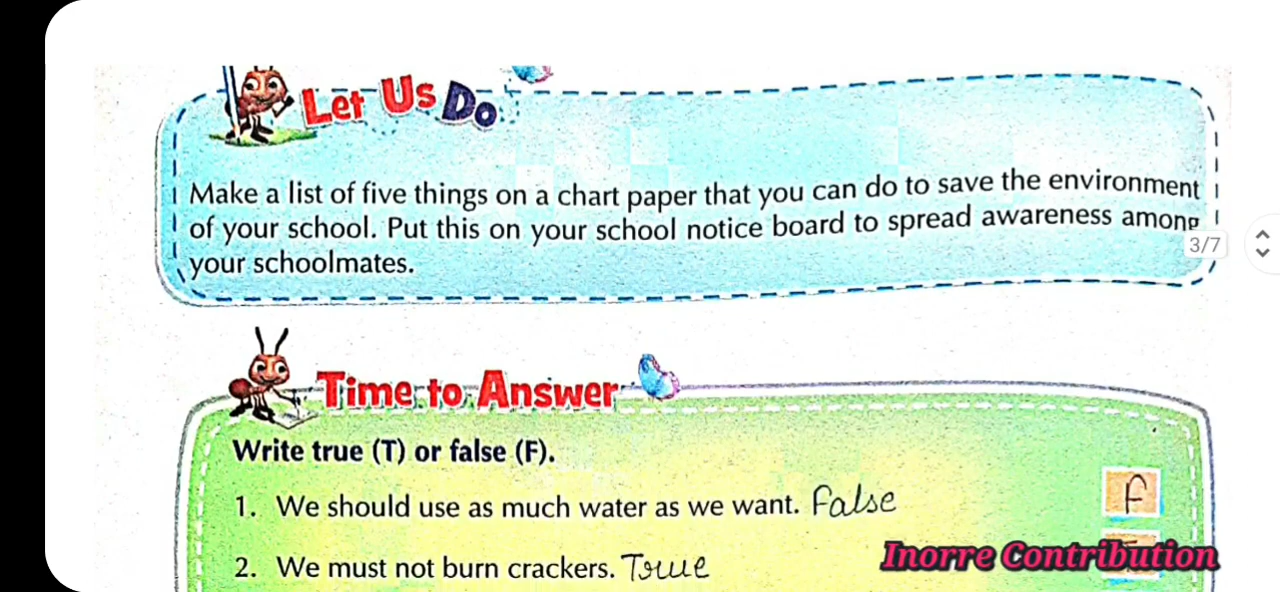 Let Us Do
Make a list of five things on a chart paper that you can do to save the environment
of your school. Put this on your school notice board to spread awareness among
3/7
your schoolmates.
Time to Answer
Write true (T) or false (F).
1. We should use as much water as we want. False F
2. We must not burn crackers. True
Inorre Contribution